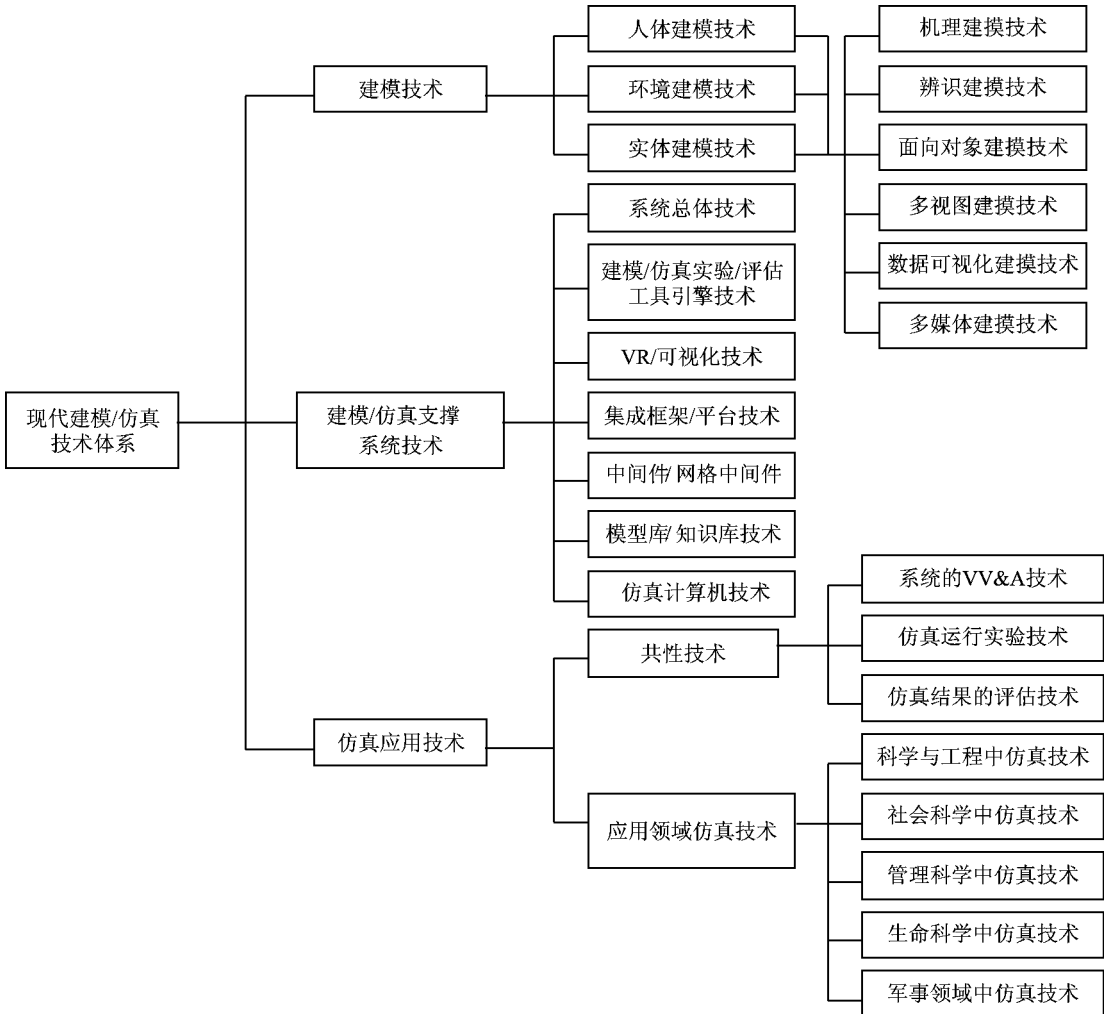 现代建模/仿真
技术体系
建模技术
人体建模技术
环境建模技术
实体建模技术
机理建摸技术
辨识建摸技术
面向对象建摸技术
多视图建摸技术
数据可视化建摸技术
多媒体建摸技术
建模/仿真支撑
系统技术
系统总体技术
建模/仿真实验/评估
工具引擎技术
VR/可视化技术
集成框架/平台技术
中间件/网格中间件
模型库/知识库技术
仿真计算机技术
仿真应用技术
共性技术
系统的VV&A技术
仿真运行实验技术
仿真结果的评估技术
应用领域仿真技术
科学与工程中仿真技术
社会科学中仿真技术
管理科学中仿真技术
生命科学中仿真技术
军事领域中仿真技术